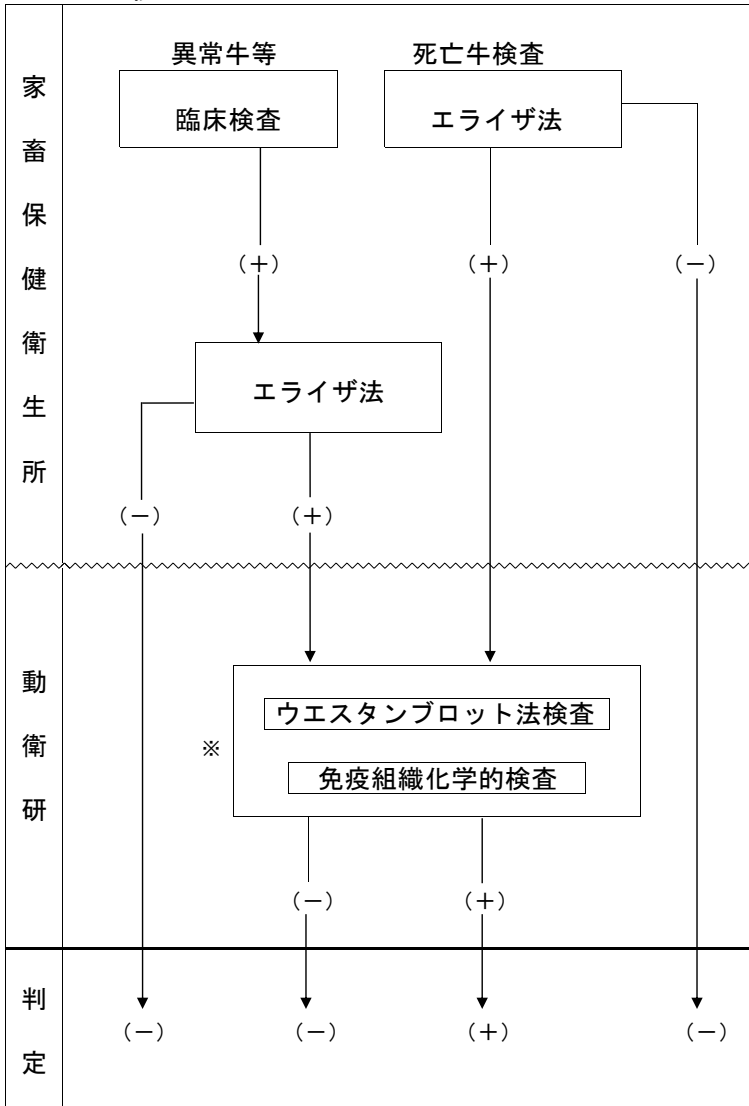 異常牛等 死亡牛検査
臨床検査 エライザ法
(+) (+) (-)
エライザ法
(-) (+)
家畜保健衛生所
ウエスタンブロット法検査
※
免疫組織化学的検査
(-) (+)
動衛研
(-) (-) (+) (-)
判定